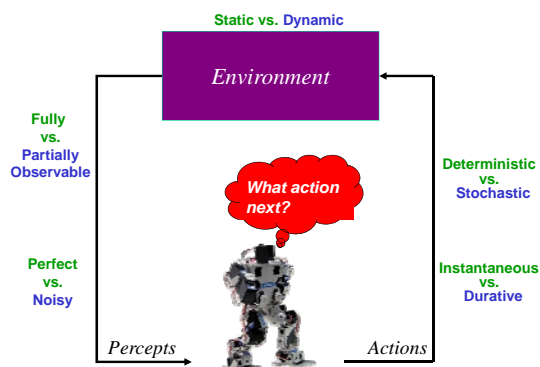 Static vs. Dynamic
Environment
Fully
vs.
Partially
Observable
Deterministic
vs.
Stochastic
What action
next?
Perfect
vs.
Noisy
Instantaneous
vs.
Durative
Percepts
Actions